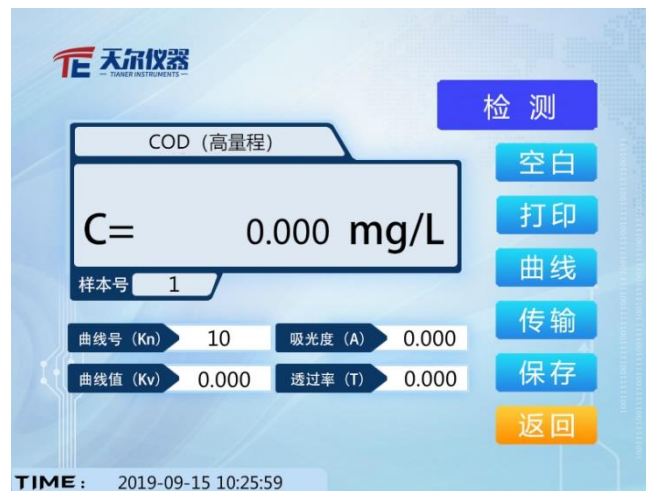 TE 天尔仪器
TIANER INSTRUMENTS
检 测
COD (高量程)
空白
C= 0.000 mg/L
打印
曲线
样本号 1
传输
曲线号 (Kn) 10 吸光度 (A) 0.000
曲线值 (Kv) 0.000 透过率 (T) 0.000
保存
返回
TIME: 2019-09-15 10:25:59